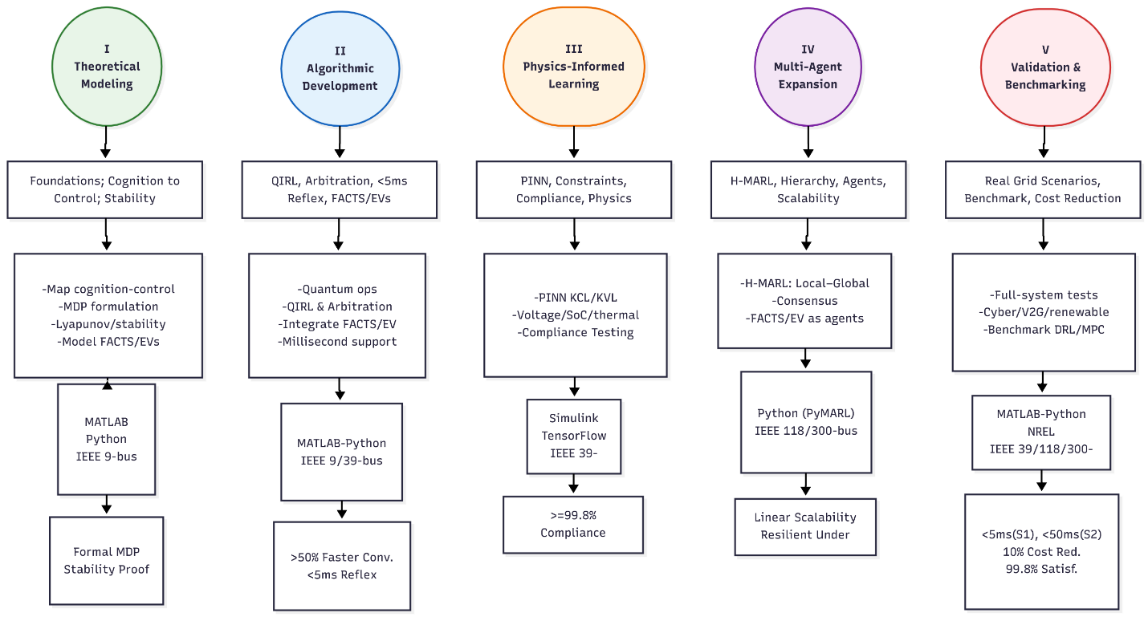 I
Theoretical
Modeling
Foundations; Cognition to
Control; Stability
-Map cognition-control
-MDP formulation
-Lyapunov/stability
-Model FACTS/EVs
MATLAB
Python
IEEE 9-bus
Formal MDP
Stability Proof
II
Algorithmic
Development
QIRL, Arbitration, <5ms
Reflex, FACTS/EVs
-Quantum ops
-QIRL & Arbitration
-Integrate FACTS/EV
-Millisecond support
MATLAB-Python
IEEE 9/39-bus
>50% Faster Conv.
<5ms Reflex
III
Physics-Informed
Learning
PINN, Constraints,
Compliance, Physics
-PINN KCL/KVL
-Voltage/SoC/thermal
-Compliance Testing
Simulink
TensorFlow
IEEE 39-
>=99.8%
Compliance
IV
Multi-Agent
Expansion
H-MARL, Hierarchy, Agents,
Scalability
-H-MARL: Local–Global
-Consensus
-FACTS/EV as agents
Python (PyMARL)
IEEE 118/300-bus
Linear Scalability
Resilient Under
V
Validation &
Benchmarking
Real Grid Scenarios,
Benchmark, Cost Reduction
-Full-system tests
-Cyber/V2G/renewable
-Benchmark DRL/MPC
MATLAB-Python
NREL
IEEE 39/118/300-
<5ms(S1), <50ms(S2)
10% Cost Red.
99.8% Satisf.